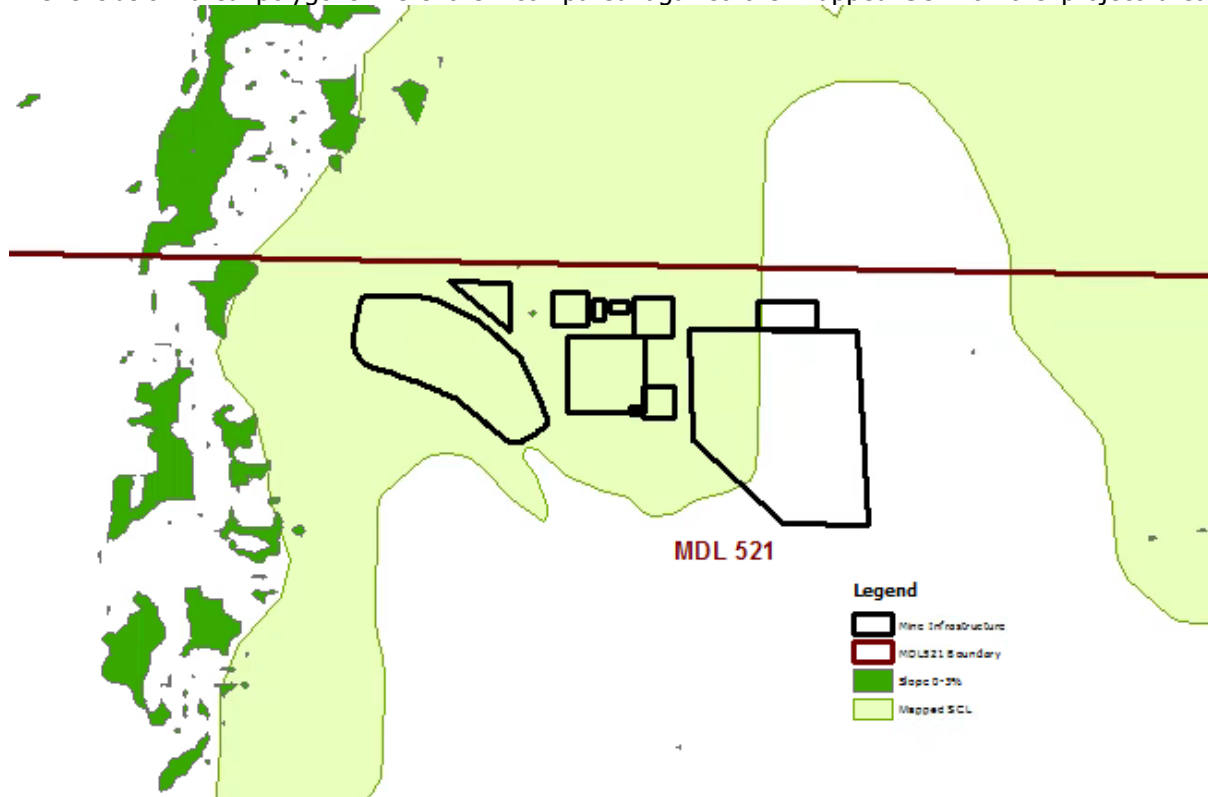 MDL 521
Legend
Mine Infrastructure
MDL521 Boundary
Slope 0-3%
Mapped SCL